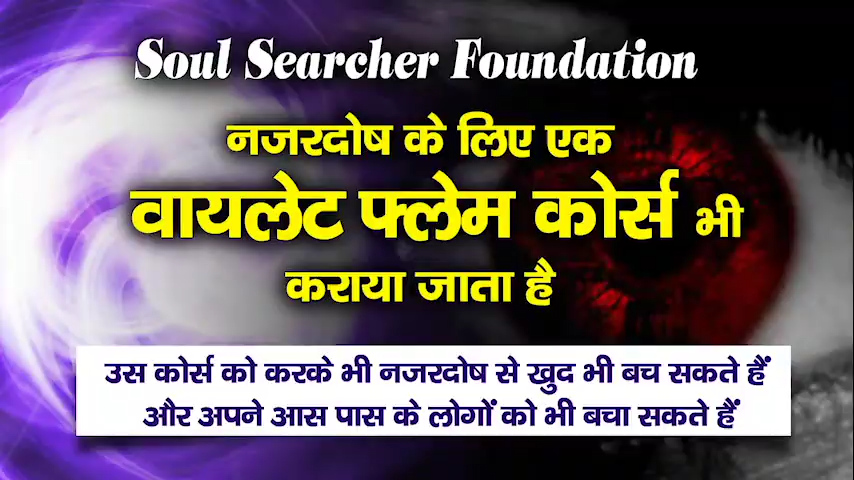 Soul Searcher Foundation
नजरदोष के लिए एक
वायलेट फ्लेम कोर्स भी
कराया जाता है
उस कोर्स को करके भी नजरदोष से खुद भी बच सकते हैं
और अपने आस पास के लोगों को भी बचा सकते हैं